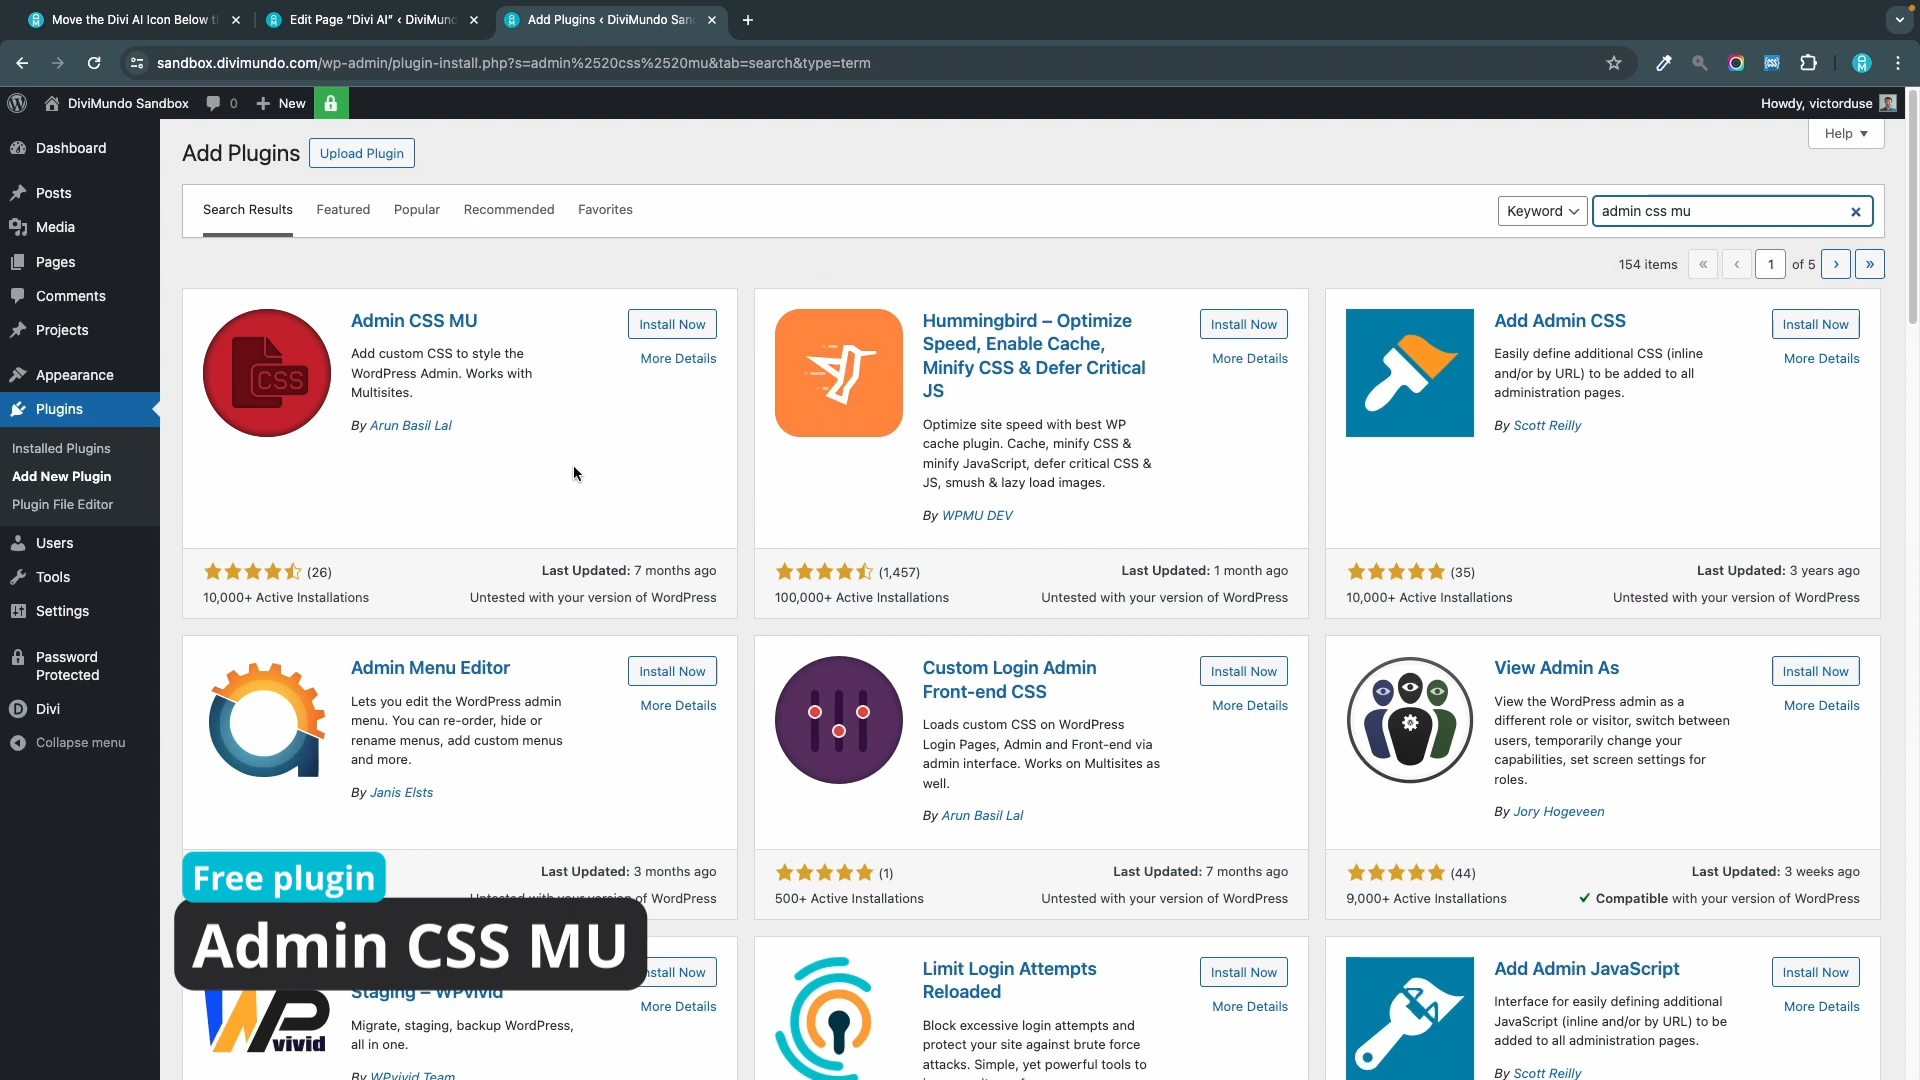 Move the Divi AI Icon Below t
Edit Page “Divi AI” ‹ DiviMund
Add Plugins ‹ DiviMundo San
sandbox.divimundo.com/wp-admin/plugin-install.php?s=admin%2520css%2520mu&tab=search&type=term
DiviMundo Sandbox
0
New
Howdy, victorduse
Help
Dashboard
Posts
Media
Pages
Comments
Projects
Appearance
Plugins
Installed Plugins
Add New Plugin
Plugin File Editor
Users
Tools
Settings
Password
Protected
Divi
Collapse menu
Add Plugins
Upload Plugin
Search Results
Featured
Popular
Recommended
Favorites
Keyword
admin css mu
154 items
«
‹
1
of 5
›
»
CSS
Admin CSS MU
Install Now
More Details
Add custom CSS to style the
WordPress Admin. Works with
Multisites.
By Arun Basil Lal
(26)
10,000+ Active Installations
Last Updated: 7 months ago
Untested with your version of WordPress
Hummingbird – Optimize
Speed, Enable Cache,
Minify CSS & Defer Critical
JS
Install Now
More Details
Optimize site speed with best WP
cache plugin. Cache, minify CSS &
minify JavaScript, defer critical CSS &
JS, smush & lazy load images.
By WPMU DEV
(1,457)
100,000+ Active Installations
Last Updated: 1 month ago
Untested with your version of WordPress
Add Admin CSS
Install Now
More Details
Easily define additional CSS (inline
and/or by URL) to be added to all
administration pages.
By Scott Reilly
(35)
10,000+ Active Installations
Last Updated: 3 years ago
Untested with your version of WordPress
Admin Menu Editor
Install Now
More Details
Lets you edit the WordPress admin
menu. You can re-order, hide or
rename menus, add custom menus
and more.
By Janis Elsts
Last Updated: 3 months ago
Untested with your version of WordPress
Custom Login Admin
Front-end CSS
Install Now
More Details
Loads custom CSS on WordPress
Login Pages, Admin and Front-end via
admin interface. Works on Multisites as
well.
By Arun Basil Lal
(1)
500+ Active Installations
Last Updated: 7 months ago
Untested with your version of WordPress
View Admin As
Install Now
More Details
View the WordPress admin as a
different role or visitor, switch between
users, temporarily change your
capabilities, set screen settings for
roles.
By Jory Hogeveen
(44)
9,000+ Active Installations
Last Updated: 3 weeks ago
Compatible with your version of WordPress
Free plugin
Admin CSS MU
WP
vivid
Staging – WPvivid
Install Now
More Details
Migrate, staging, backup WordPress,
all in one.
By WPvivid Team
Limit Login Attempts
Reloaded
Install Now
More Details
Block excessive login attempts and
protect your site against brute force
attacks. Simple, yet powerful tools to
Add Admin JavaScript
Install Now
More Details
Interface for easily defining additional
JavaScript (inline and/or by URL) to be
added to all administration pages.
By Scott Reilly